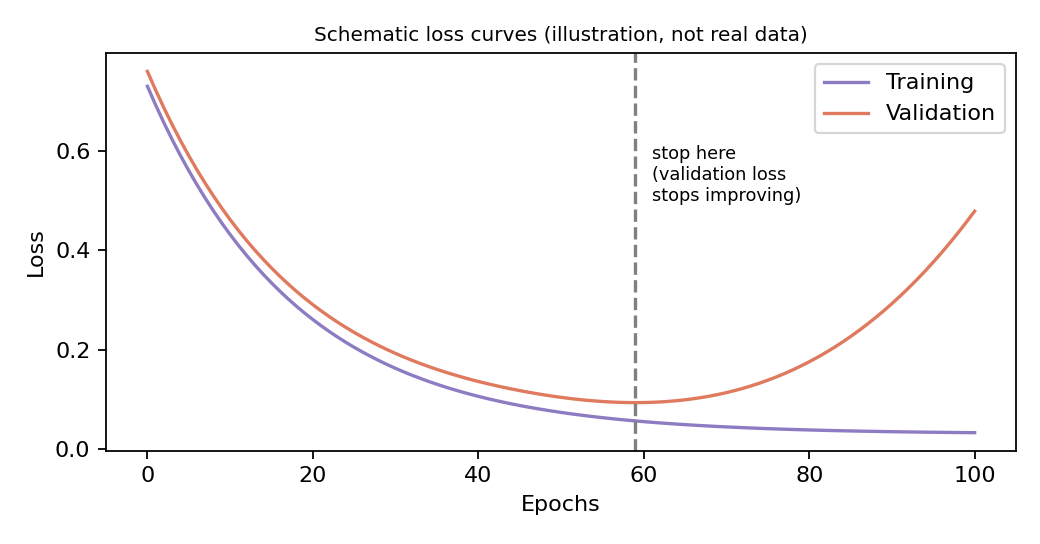 Schematic loss curves (illustration, not real data)
Training
Validation
stop here
(validation loss
stops improving)
Loss
0.6
0.4
0.2
0.0
0 20 40 60 80 100
Epochs